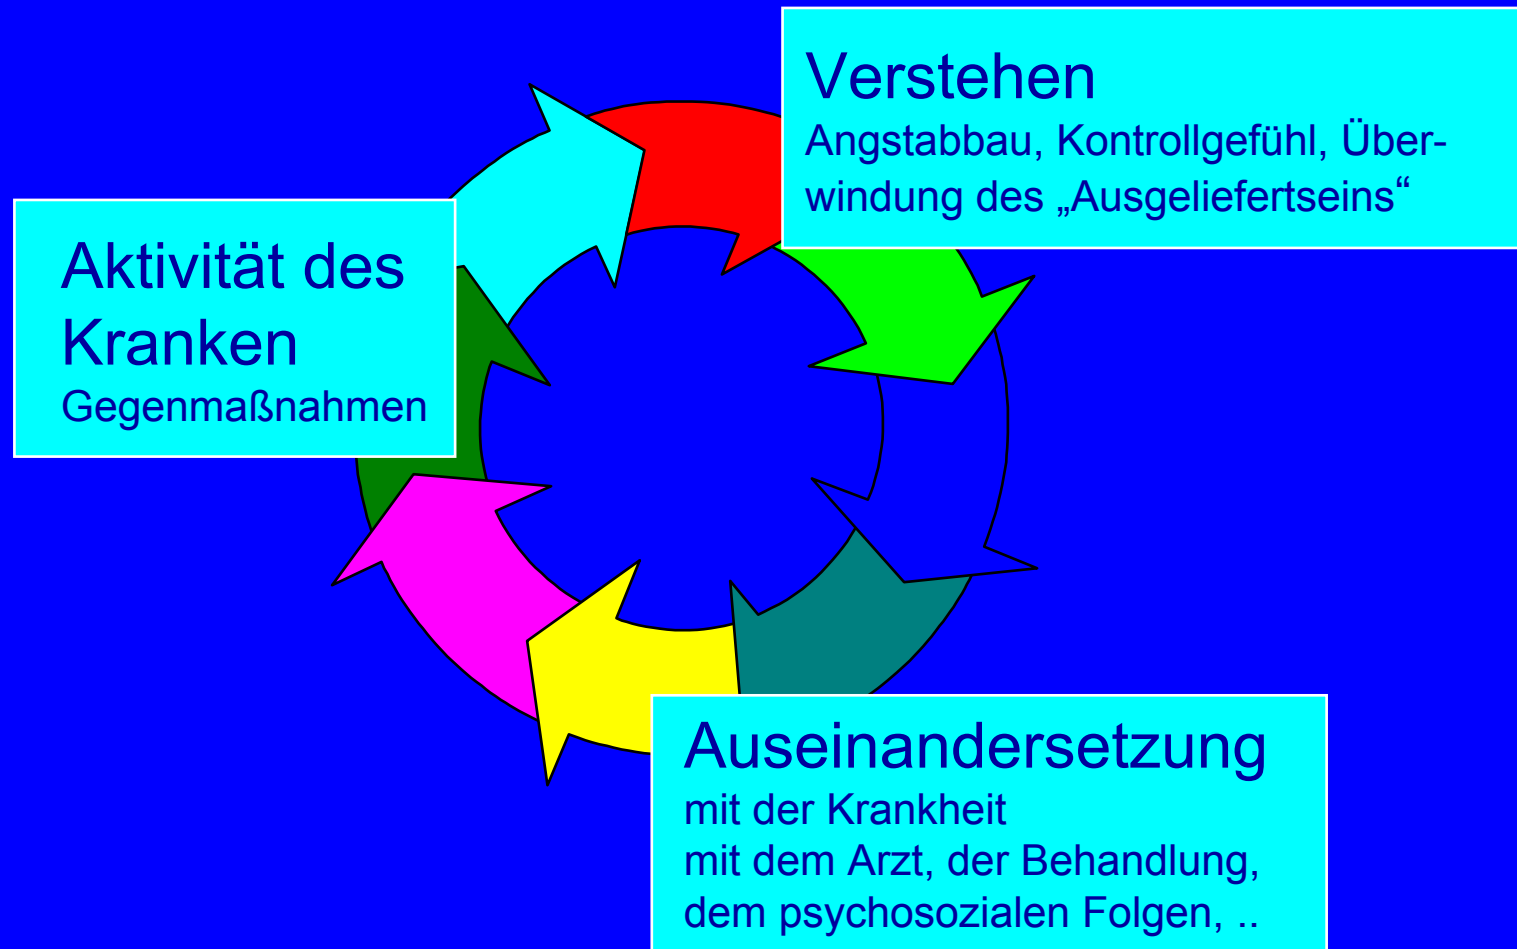 Verstehen
Angstabbau, Kontrollgefühl, Über-
windung des „Ausgeliefertseins“
Aktivität des
Kranken
Gegenmaßnahmen
Auseinandersetzung
mit der Krankheit
mit dem Arzt, der Behandlung,
dem psychosozialen Folgen, ..